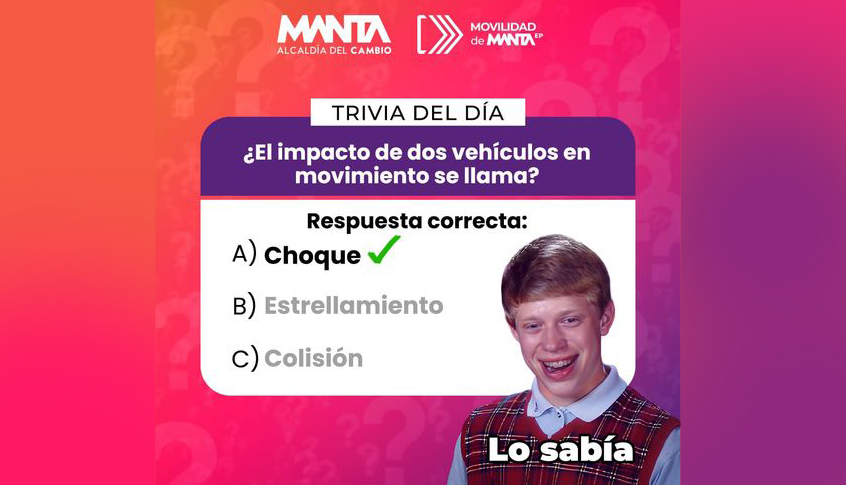 MANTA
ALCALDÍA DEL CAMBIO
MOVILIDAD
de MANTA EP
TRIVIA DEL DÍA
¿El impacto de dos vehículos en
movimiento se llama?
Respuesta correcta:
A) Choque
B) Estrellamiento
C) Colisión
Lo sabía